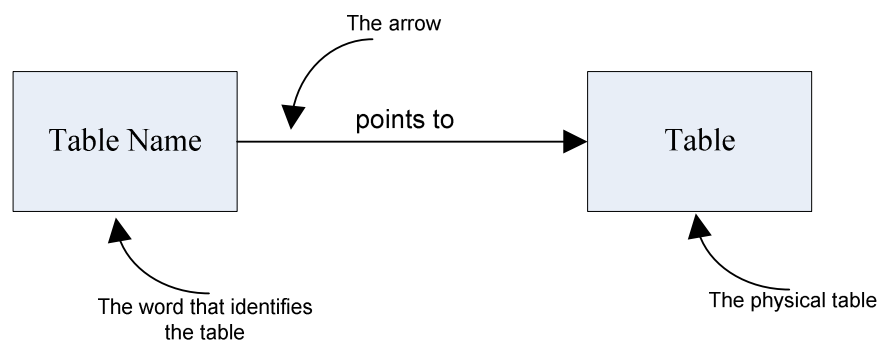 The arrow
points to
Table Name
Table
The word that identifies
the table
The physical table